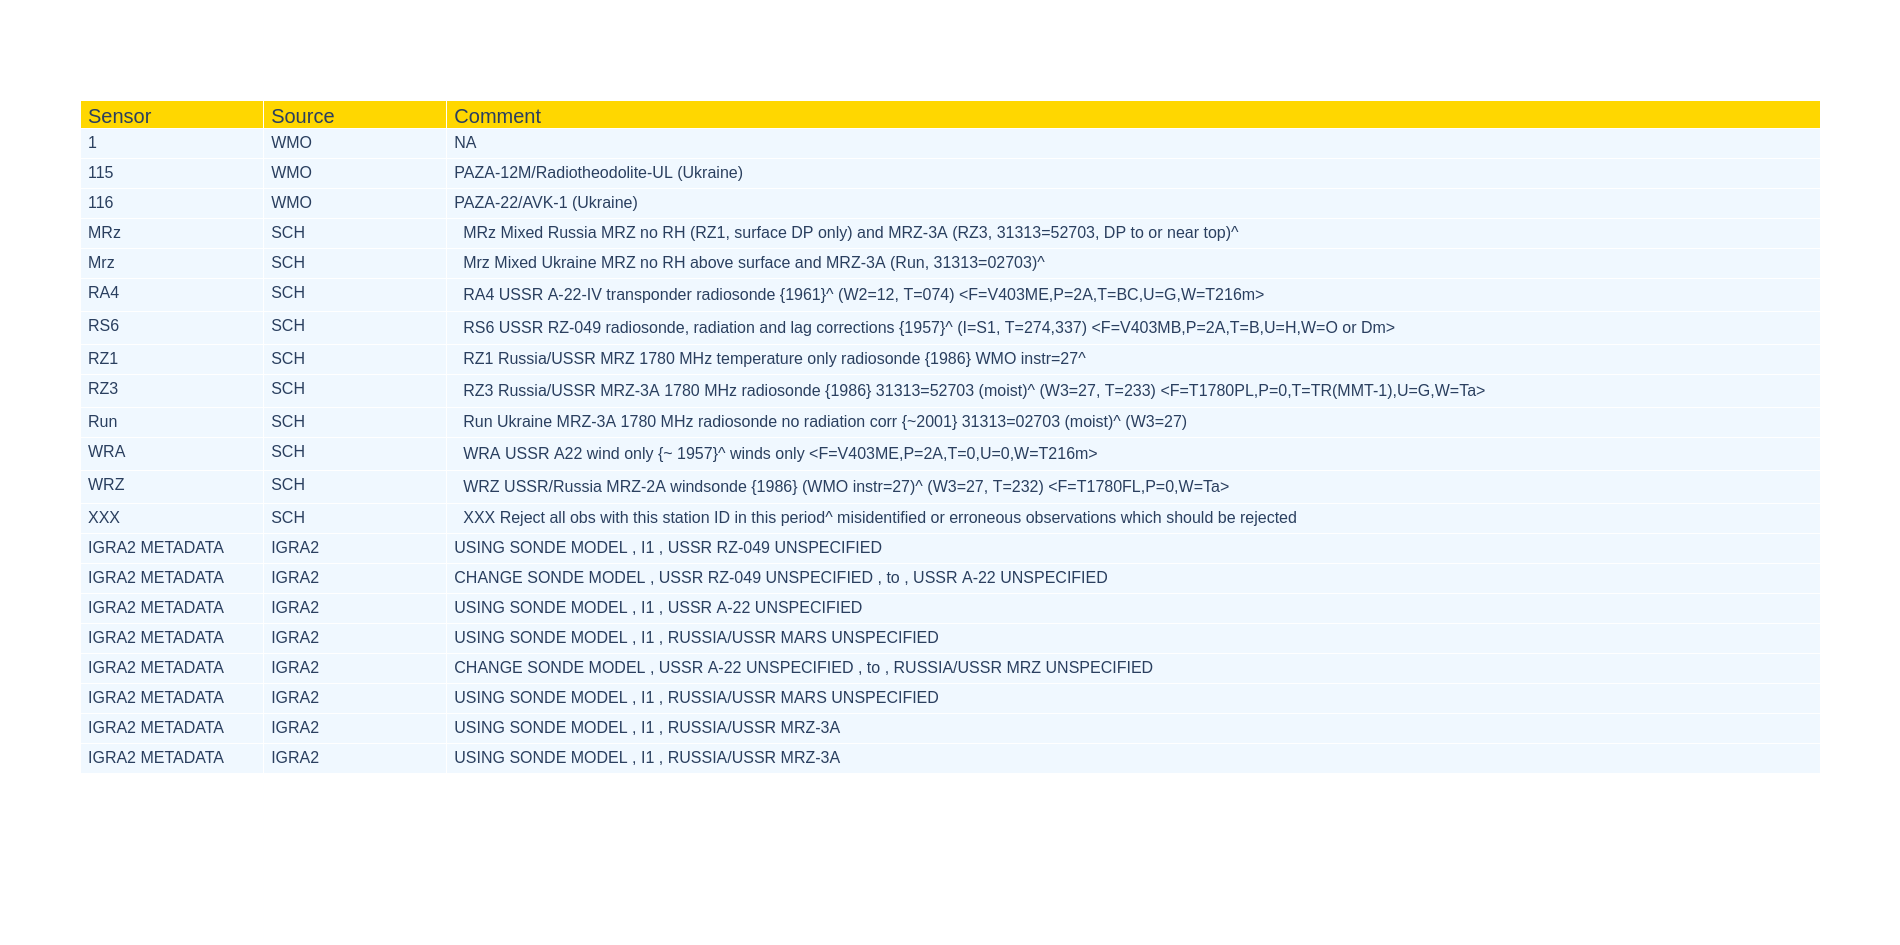 Sensor Source Comment
1 WMO NA
115 WMO PAZA-12M/Radiotheodolite-UL (Ukraine)
116 WMO PAZA-22/AVK-1 (Ukraine)
MRz SCH MRz Mixed Russia MRZ no RH (RZ1, surface DP only) and MRZ-3A (RZ3, 31313=52703, DP to or near top)^
Mrz SCH Mrz Mixed Ukraine MRZ no RH above surface and MRZ-3A (Run, 31313=02703)^
RA4 SCH RA4 USSR A-22-IV transponder radiosonde {1961}^ (W2=12, T=074) <F=V403ME,P=2A,T=BC,U=G,W=T216m>
RS6 SCH RS6 USSR RZ-049 radiosonde, radiation and lag corrections {1957}^ (I=S1, T=274,337) <F=V403MB,P=2A,T=B,U=H,W=O or Dm>
RZ1 SCH RZ1 Russia/USSR MRZ 1780 MHz temperature only radiosonde {1986} WMO instr=27^
RZ3 SCH RZ3 Russia/USSR MRZ-3A 1780 MHz radiosonde {1986} 31313=52703 (moist)^ (W3=27, T=233) <F=T1780PL,P=0,T=TR(MMT-1),U=G,W=Ta>
Run SCH Run Ukraine MRZ-3A 1780 MHz radiosonde no radiation corr {~2001} 31313=02703 (moist)^ (W3=27)
WRA SCH WRA USSR A22 wind only {~ 1957}^ winds only <F=V403ME,P=2A,T=0,U=0,W=T216m>
WRZ SCH WRZ USSR/Russia MRZ-2A windsonde {1986} (WMO instr=27)^ (W3=27, T=232) <F=T1780FL,P=0,W=Ta>
XXX SCH XXX Reject all obs with this station ID in this period^ misidentified or erroneous observations which should be rejected
IGRA2 METADATA IGRA2 USING SONDE MODEL , I1 , USSR RZ-049 UNSPECIFIED
IGRA2 METADATA IGRA2 CHANGE SONDE MODEL , USSR RZ-049 UNSPECIFIED , to , USSR A-22 UNSPECIFIED
IGRA2 METADATA IGRA2 USING SONDE MODEL , I1 , USSR A-22 UNSPECIFIED
IGRA2 METADATA IGRA2 USING SONDE MODEL , I1 , RUSSIA/USSR MARS UNSPECIFIED
IGRA2 METADATA IGRA2 CHANGE SONDE MODEL , USSR A-22 UNSPECIFIED , to , RUSSIA/USSR MRZ UNSPECIFIED
IGRA2 METADATA IGRA2 USING SONDE MODEL , I1 , RUSSIA/USSR MARS UNSPECIFIED
IGRA2 METADATA IGRA2 USING SONDE MODEL , I1 , RUSSIA/USSR MRZ-3A
IGRA2 METADATA IGRA2 USING SONDE MODEL , I1 , RUSSIA/USSR MRZ-3A